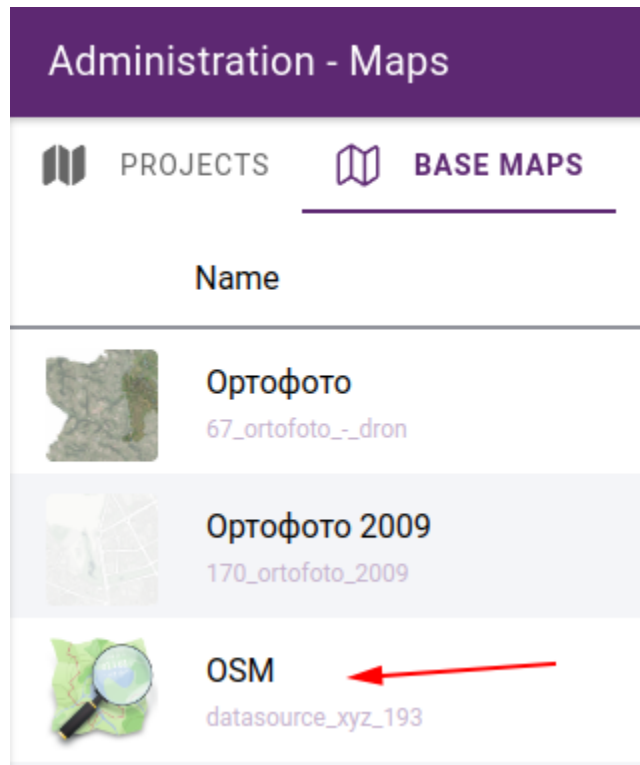 Administration - Maps
PROJECTS BASE MAPS
Name
Ортофото
67_ortofoto_-_dron
Ортофото 2009
170_ortofoto_2009
OSM
datasource_xyz_193